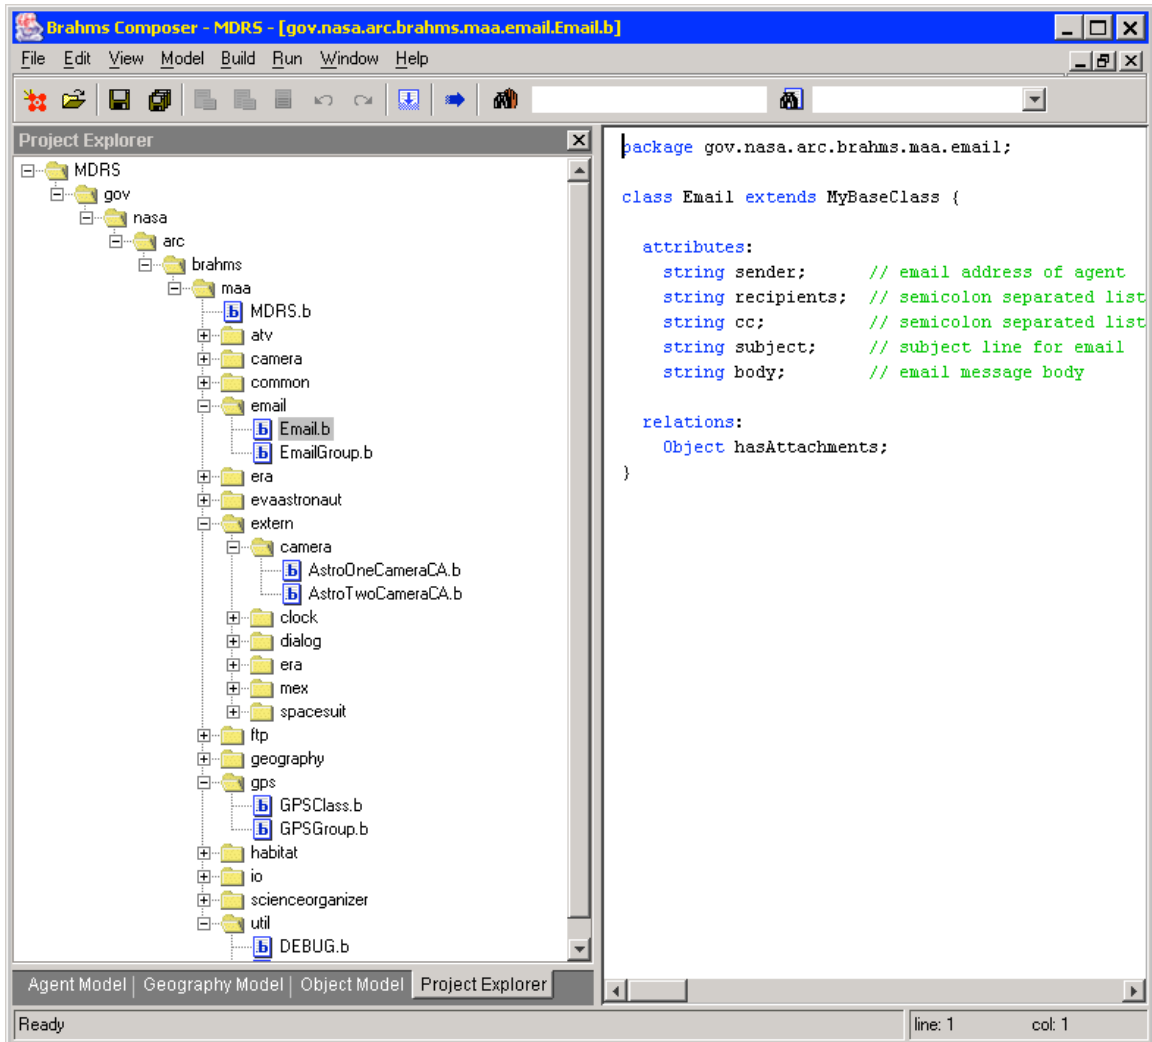 Brahms Composer - MDRS - [gov.nasa.arc.brahms.maa.email.Email.b]
File Edit View Model Build Run Window Help
Project Explorer
MDRS
gov
nasa
arc
brahms
maa
MDRS.b
atv
camera
common
email
Email.b
EmailGroup.b
era
evaastronaut
extern
camera
AstroOneCameraCA.b
AstroTwoCameraCA.b
clock
dialog
era
mex
spacesuit
ftp
geography
gps
GPSClass.b
GPSGroup.b
habitat
io
scienceorganizer
util
DEBUG.b
Agent Model | Geography Model | Object Model Project Explorer
package gov.nasa.arc.brahms.maa.email;
class Email extends MyBaseClass {
attributes:
string sender; // email address of agent
string recipients; // semicolon separated list
string cc; // semicolon separated list
string subject; // subject line for email
string body; // email message body
relations:
Object hasAttachments;
}
Ready line: 1 col: 1